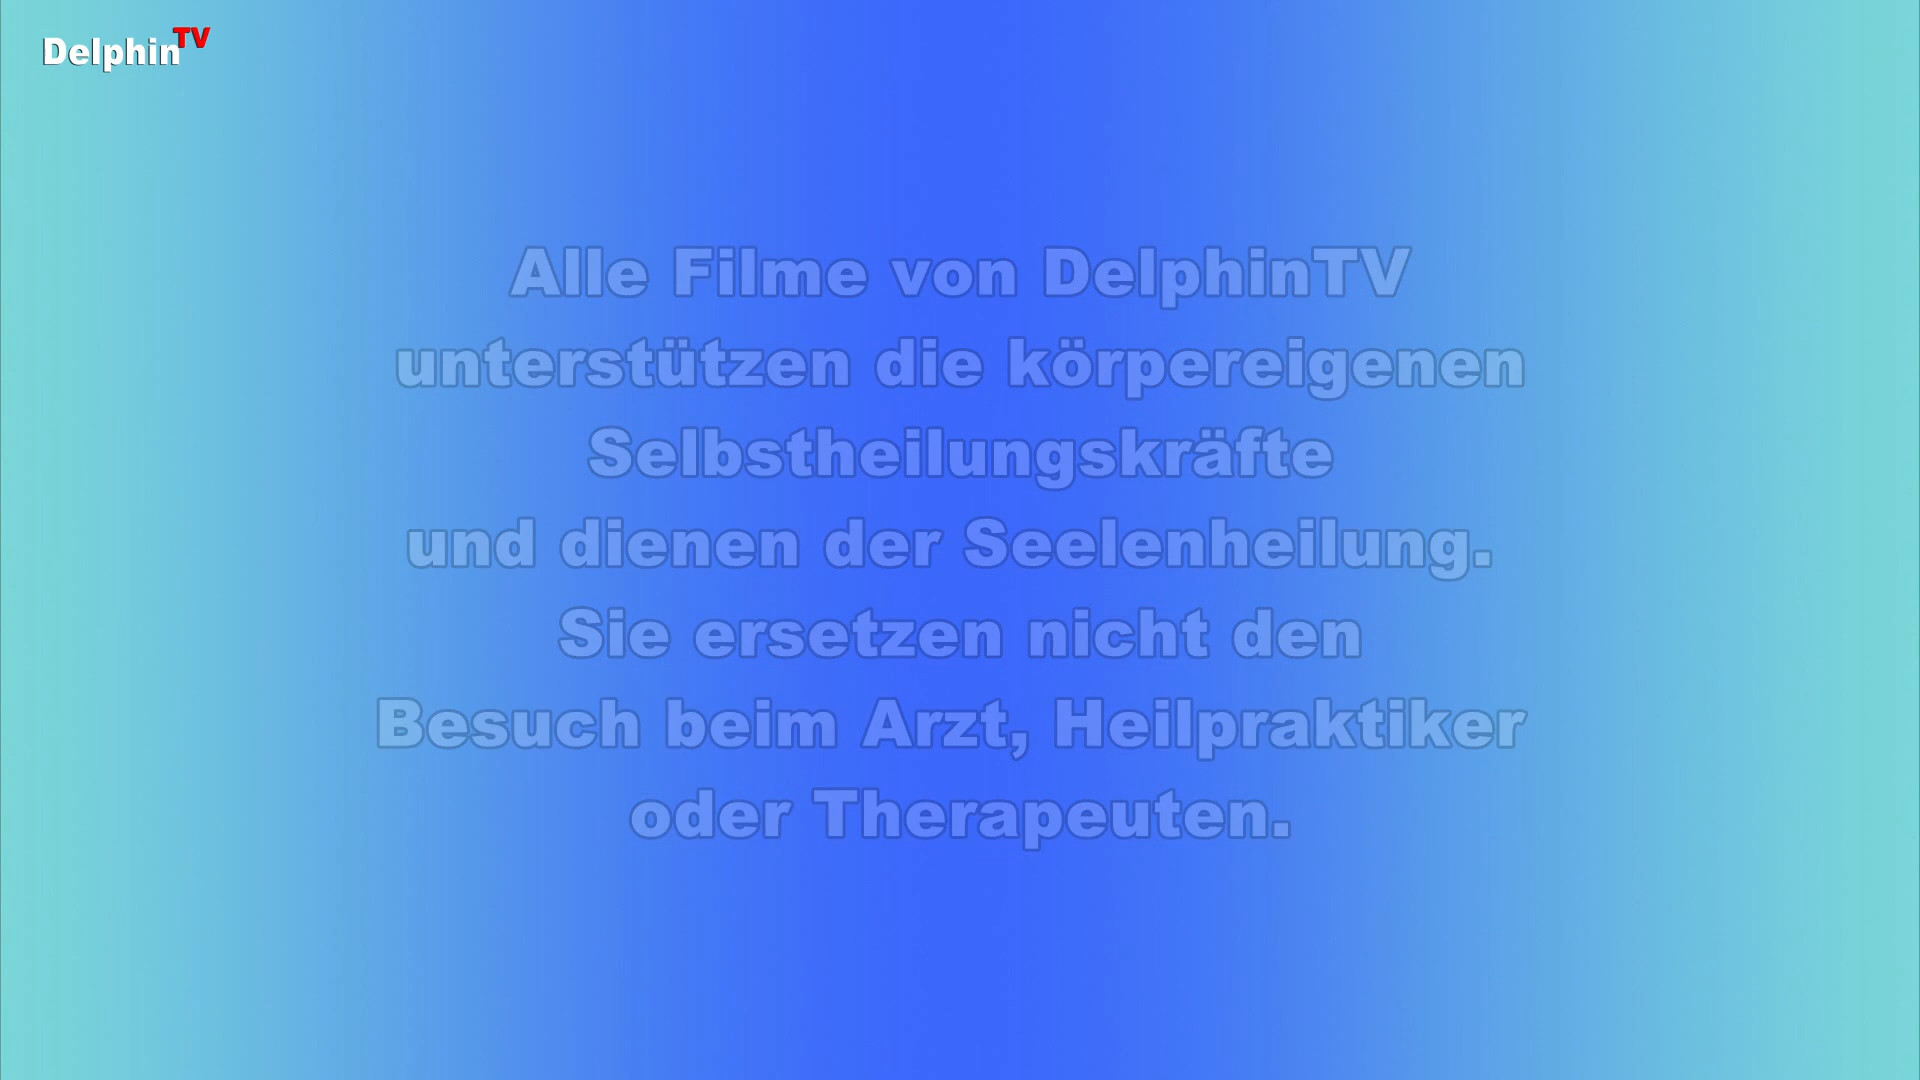 DelphinTV
Alle Filme von DelphinTV
unterstützen die körpereigenen
Selbstheilungskräfte
und dienen der Seelenheilung.
Sie ersetzen nicht den
Besuch beim Arzt, Heilpraktiker
oder Therapeuten.